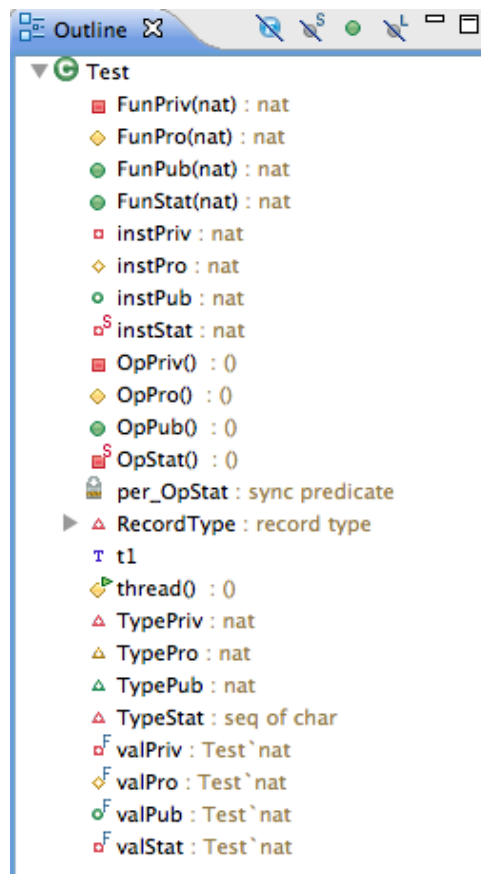 Outline
Test
FunPriv(nat) : nat
FunPro(nat) : nat
FunPub(nat) : nat
FunStat(nat) : nat
instPriv : nat
instPro : nat
instPub : nat
S instStat : nat
OpPriv() : ()
OpPro() : ()
OpPub() : ()
S OpStat() : ()
per_OpStat : sync predicate
RecordType : record type
T t1
thread() : ()
TypePriv : nat
TypePro : nat
TypePub : nat
TypeStat : seq of char
F valPriv : Test`nat
F valPro : Test`nat
F valPub : Test`nat
F valStat : Test`nat